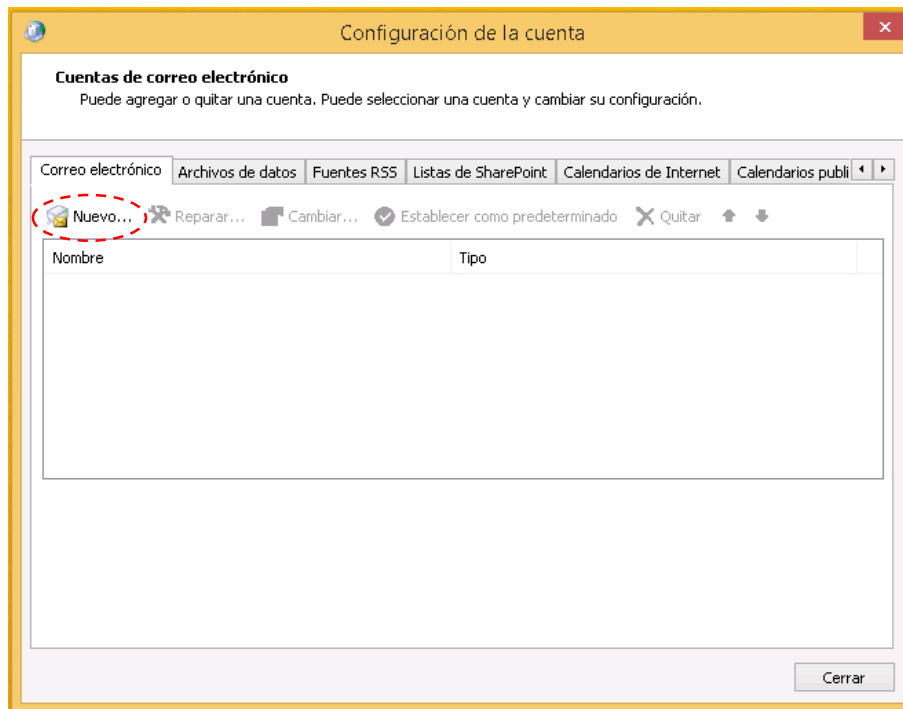 Configuración de la cuenta
Cuentas de correo electrónico
Puede agregar o quitar una cuenta. Puede seleccionar una cuenta y cambiar su configuración.
Correo electrónico Archivos de datos Fuentes RSS Listas de SharePoint Calendarios de Internet Calendarios publi
Nuevo... Reparar... Cambiar... Establecer como predeterminado Quitar
Nombre Tipo
Cerrar